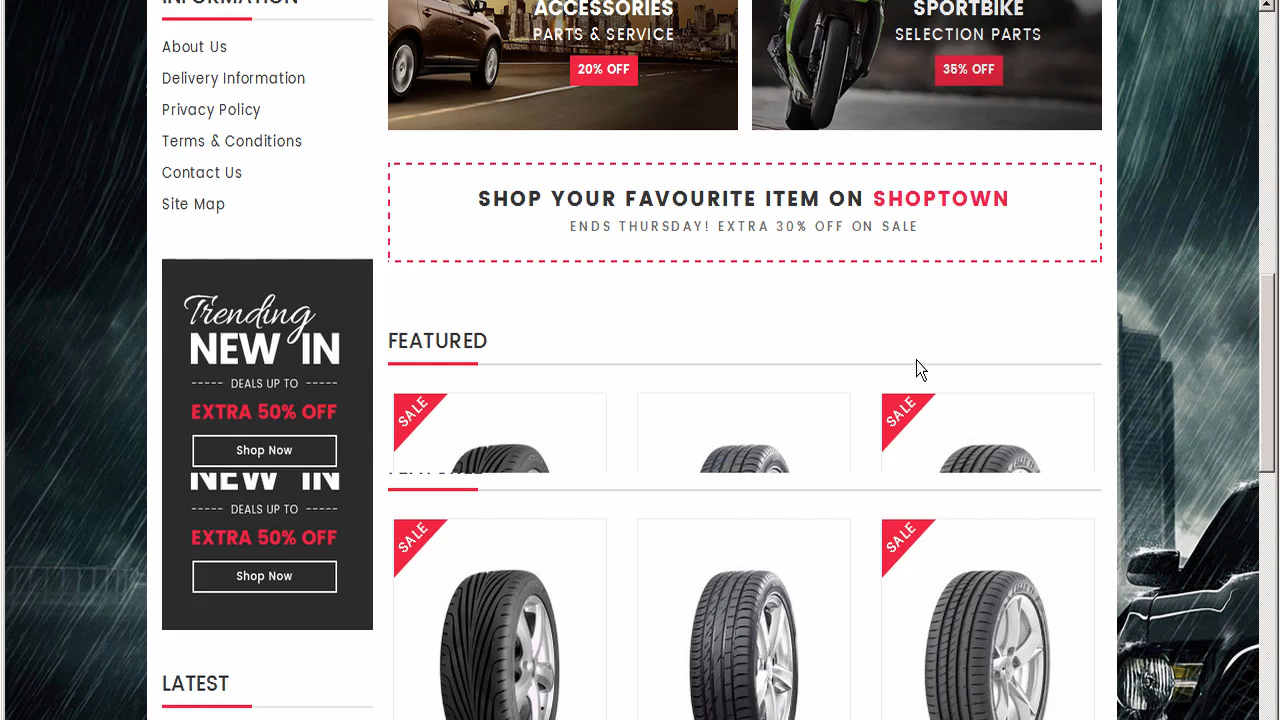 INFORMATION
About Us
Delivery Information
Privacy Policy
Terms & Conditions
Contact Us
Site Map
Trending
NEW IN
DEALS UP TO
EXTRA 50% OFF
Shop Now
NEW IN
DEALS UP TO
EXTRA 50% OFF
Shop Now
LATEST
ACCESSORIES
PARTS & SERVICE
20% OFF
SPORTBIKE
SELECTION PARTS
35% OFF
SHOP YOUR FAVOURITE ITEM ON SHOPTOWN
ENDS THURSDAY! EXTRA 30% OFF ON SALE
FEATURED
SALE
SALE
SALE
SALE